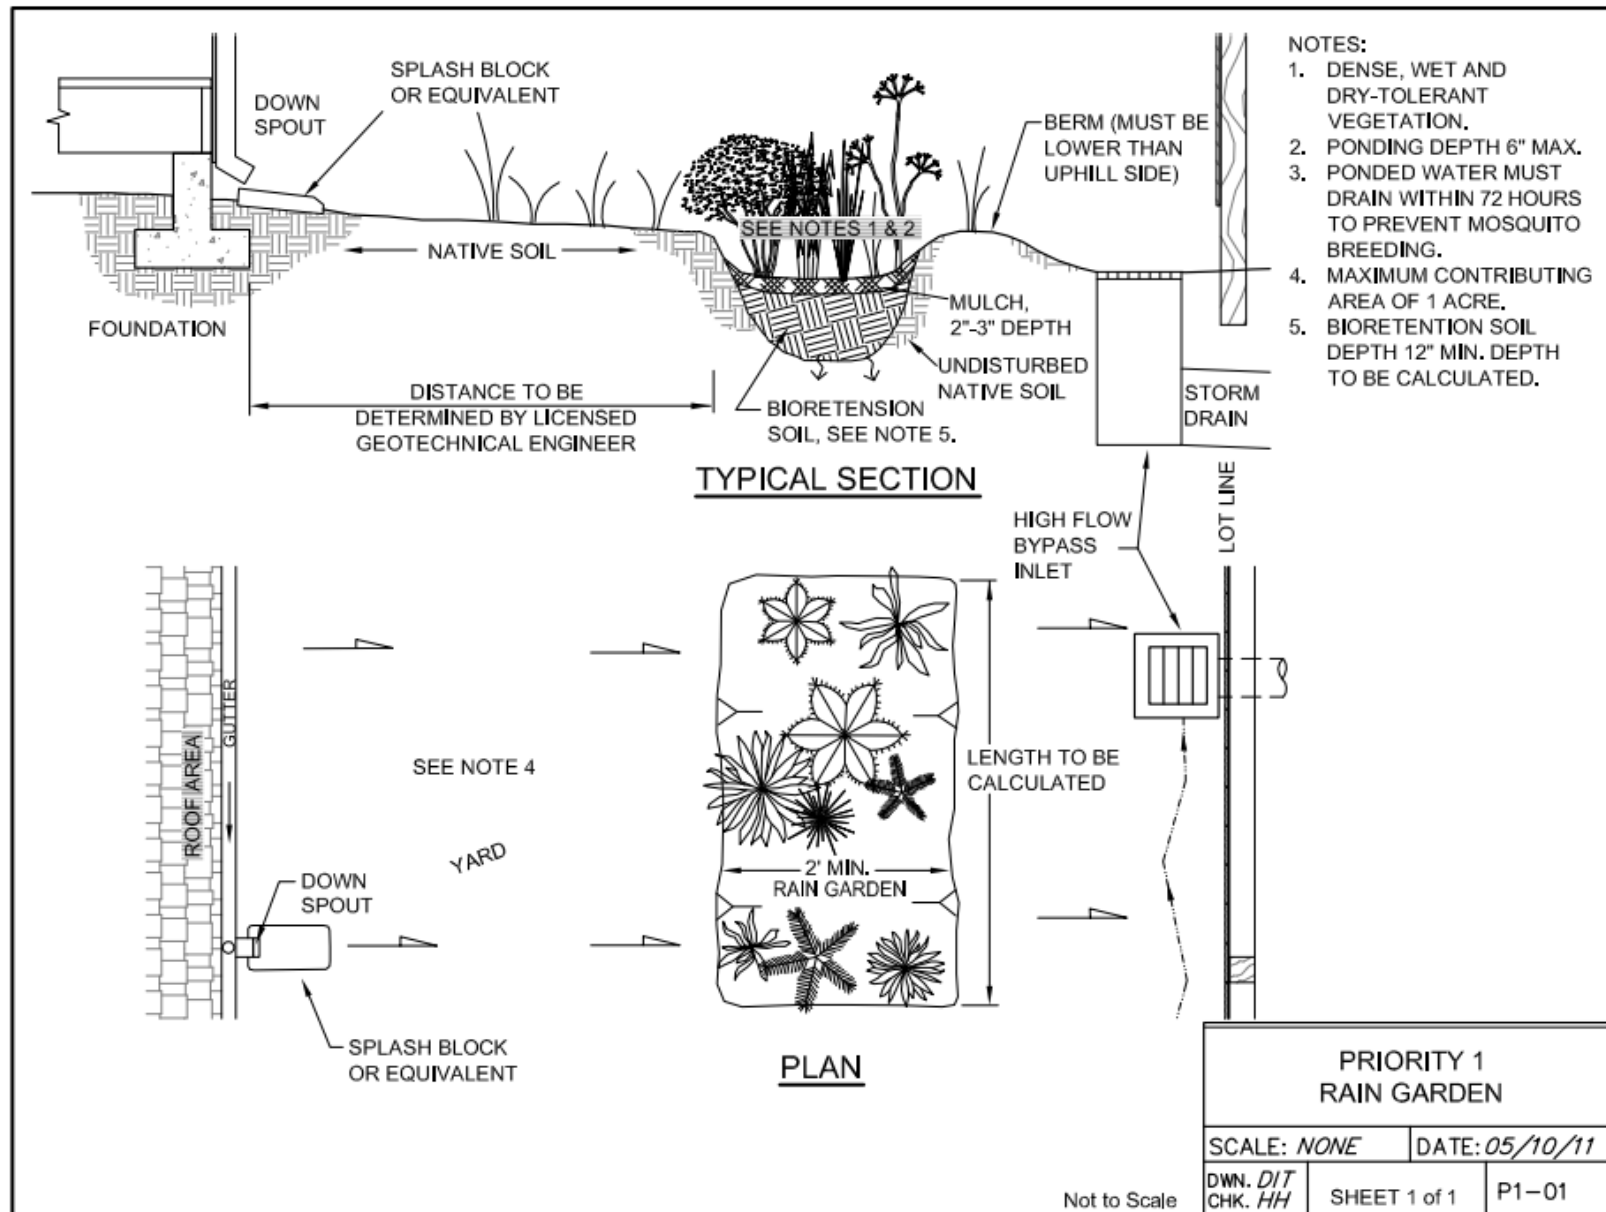 DOWN
SPOUT
SPLASH BLOCK
OR EQUIVALENT
BERM (MUST BE
LOWER THAN
UPHILL SIDE)
SEE NOTES 1 & 2
NATIVE SOIL
FOUNDATION
MULCH,
2"-3" DEPTH
UNDISTURBED
NATIVE SOIL
DISTANCE TO BE
DETERMINED BY LICENSED
GEOTECHNICAL ENGINEER
BIORETENSION
SOIL, SEE NOTE 5.
STORM
DRAIN
TYPICAL SECTION
NOTES:
1. DENSE, WET AND
DRY-TOLERANT
VEGETATION.
2. PONDING DEPTH 6" MAX.
3. PONDED WATER MUST
DRAIN WITHIN 72 HOURS
TO PREVENT MOSQUITO
BREEDING.
4. MAXIMUM CONTRIBUTING
AREA OF 1 ACRE.
5. BIORETENTION SOIL
DEPTH 12" MIN. DEPTH
TO BE CALCULATED.
HIGH FLOW
BYPASS
INLET
LOT LINE
ROOF AREA
GUTTER
SEE NOTE 4
YARD
LENGTH TO BE
CALCULATED
2' MIN.
RAIN GARDEN
DOWN
SPOUT
SPLASH BLOCK
OR EQUIVALENT
PLAN
Not to Scale
PRIORITY 1
RAIN GARDEN
SCALE: NONE
DATE: 05/10/11
DWN. DIT
CHK. HH
SHEET 1 of 1
P1-01